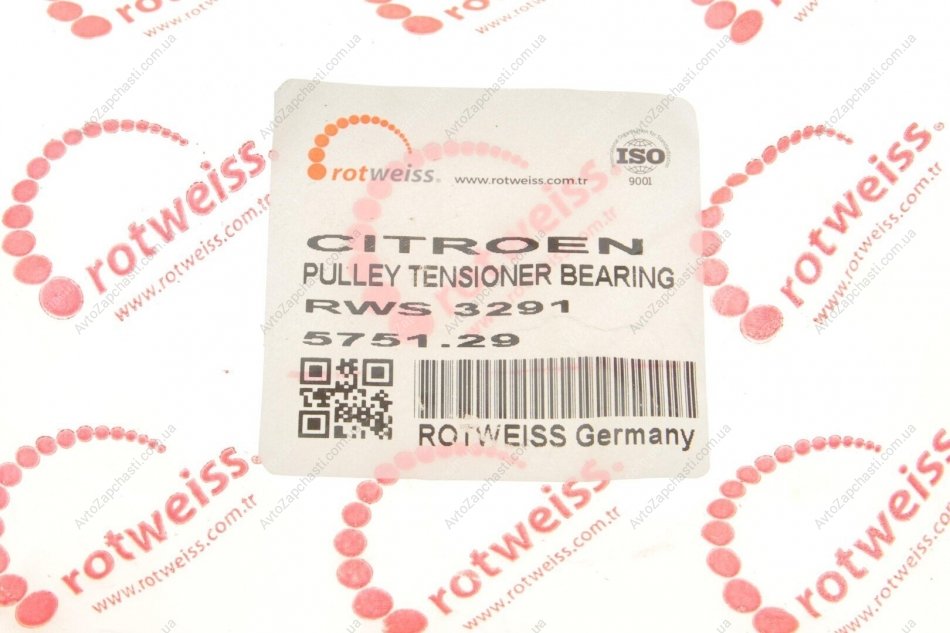 rotweiss.
www.rotweiss.com.tr
ISO
9001
CITROEN
PULLEY TENSIONER BEARING
RWS 3291
5751.29
ROTWEISS Germany
rotweiss.
www.rotweiss.com.tr
AvtoZapchasti.com.ua